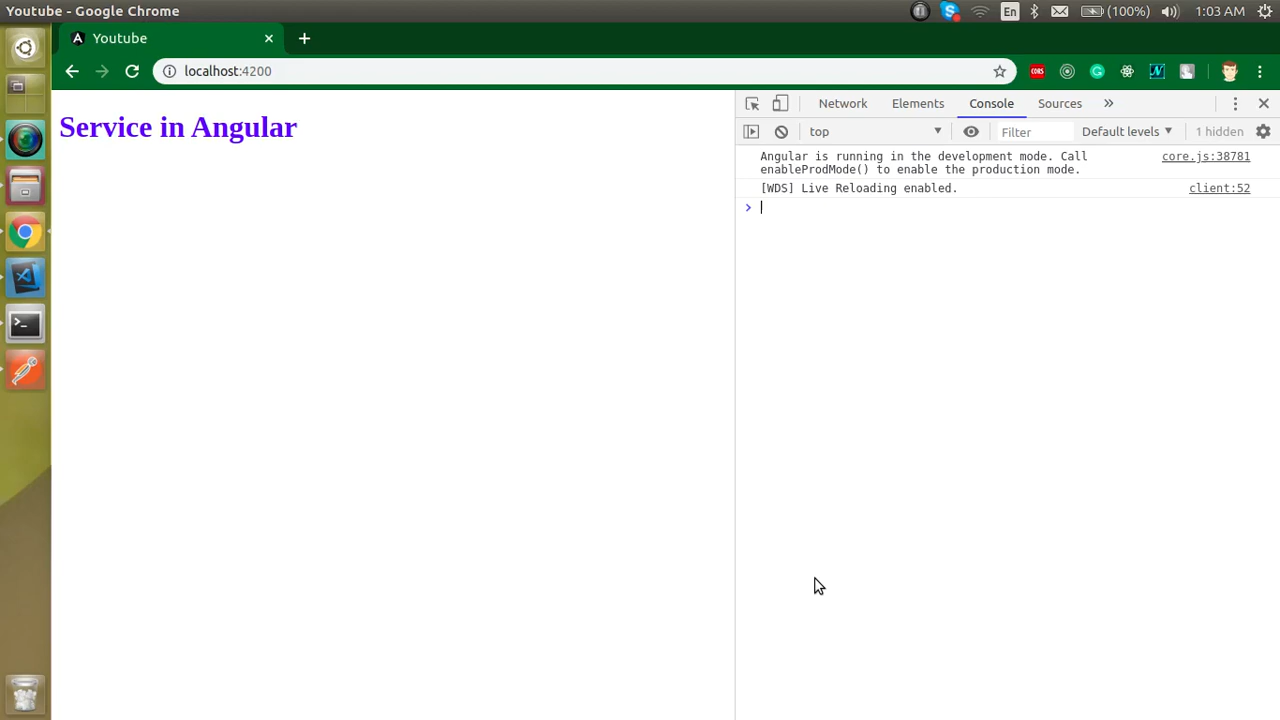 Youtube - Google Chrome
En
(100%)
1:03 AM
Youtube
localhost:4200
CORS
N
Network
Elements
Console
Sources
top
Filter
Default levels
1 hidden
Service in Angular
Angular is running in the development mode. Call
core.js:38781
enableProdMode() to enable the production mode.
[WDS] Live Reloading enabled.
client:52